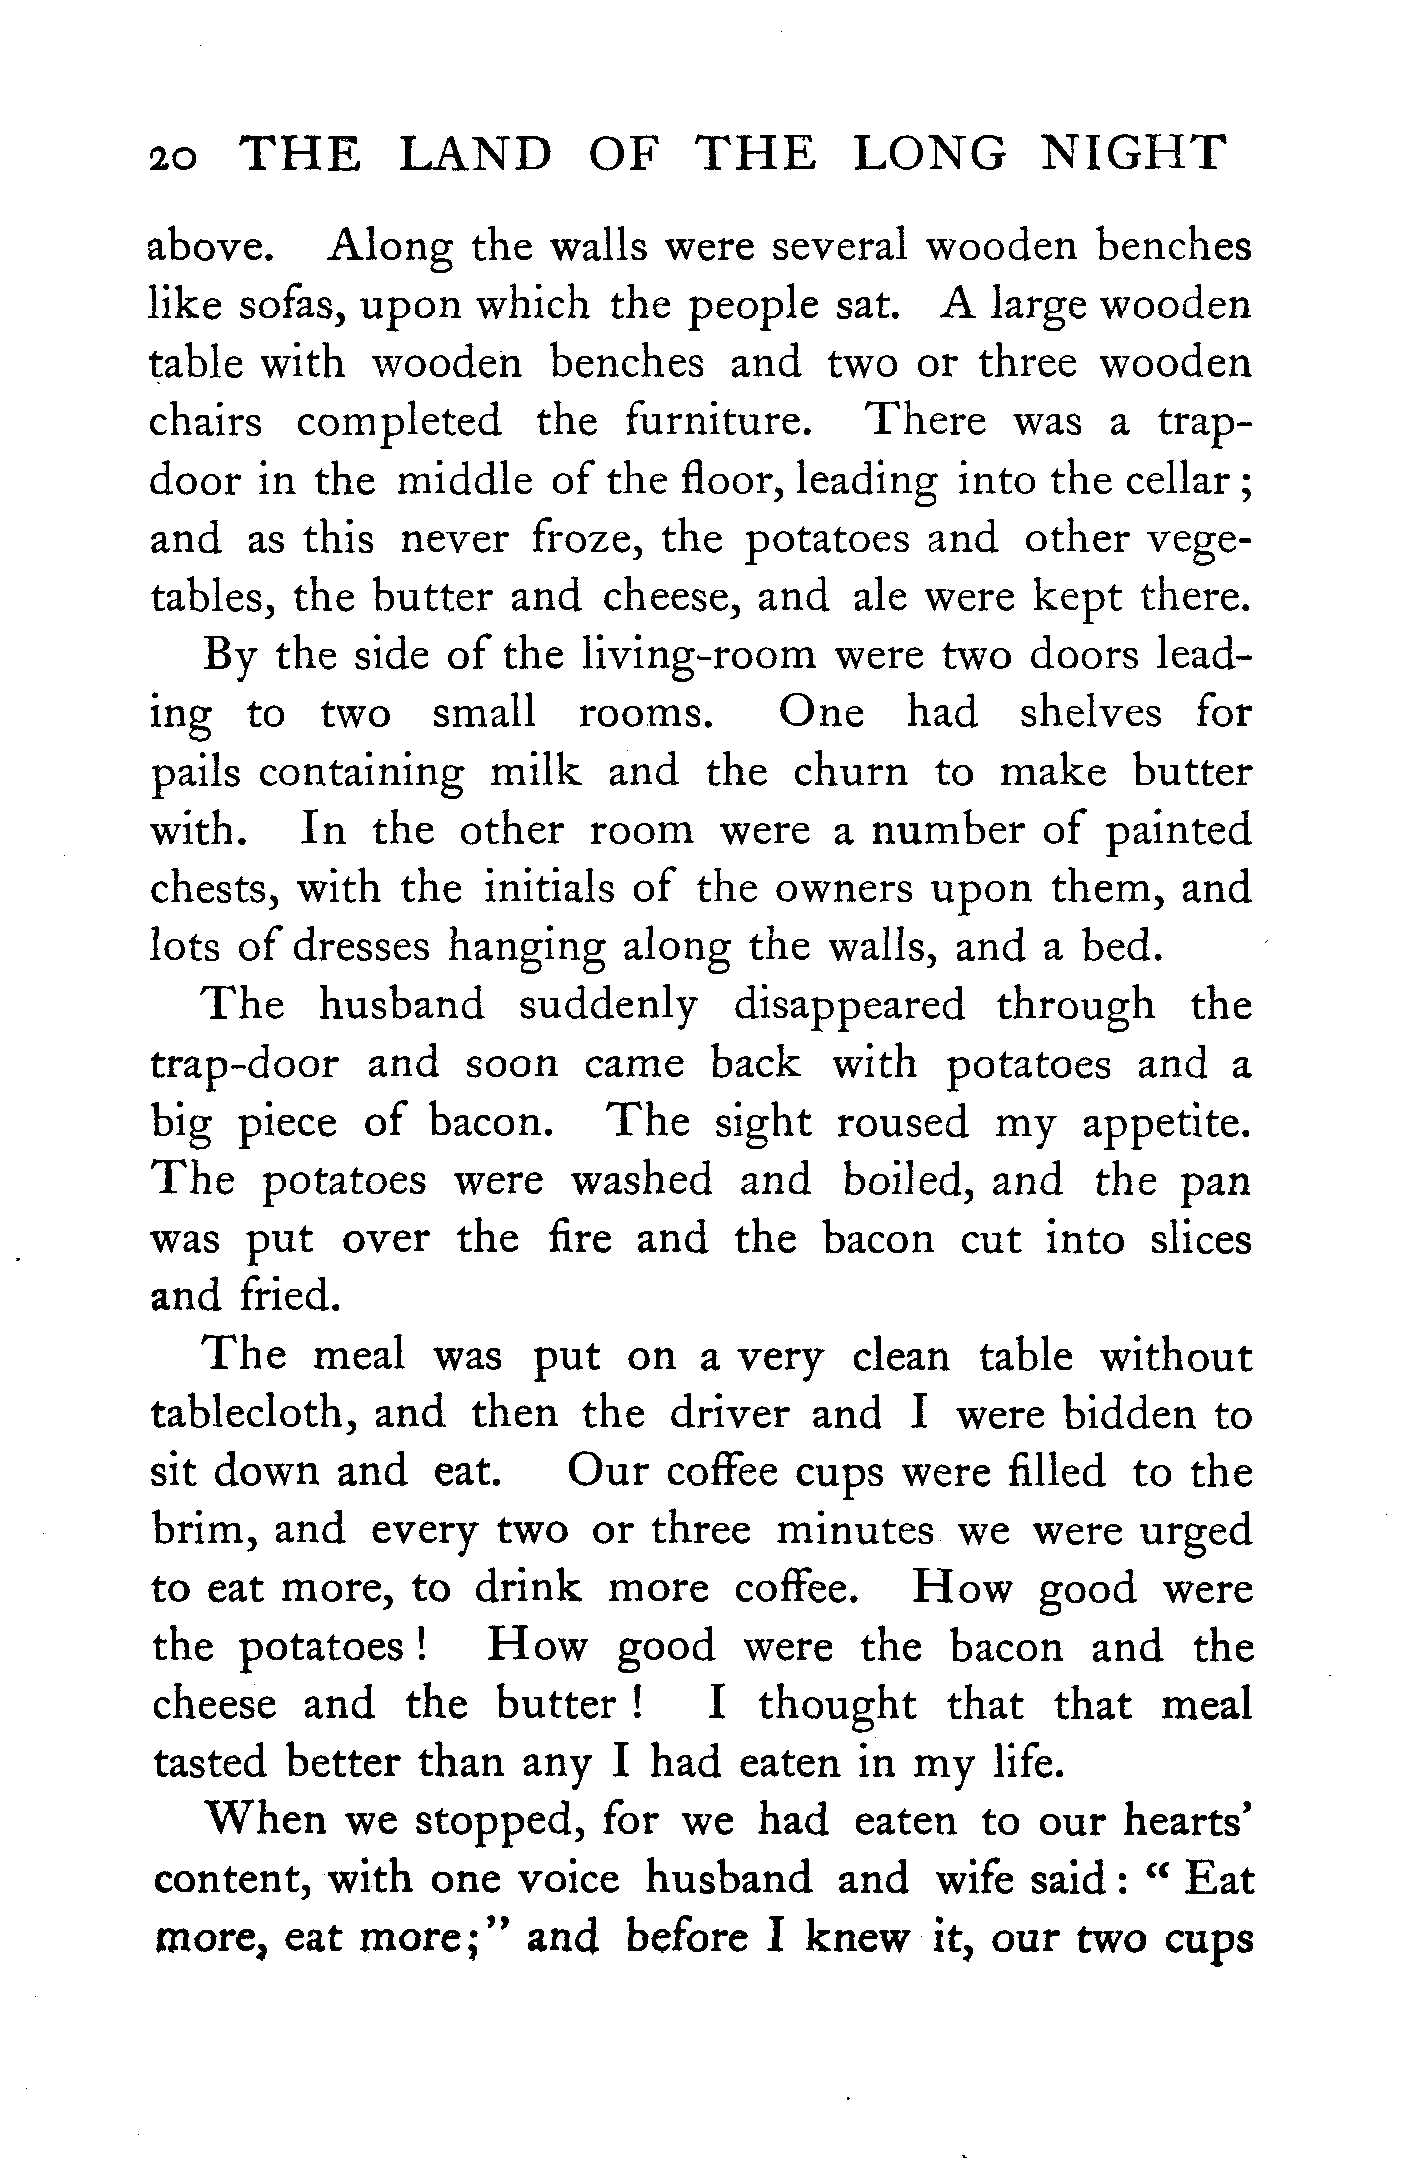 20 THE LAND OF THE LONG NIGHT
above. Along the walls were several wooden benches
like sofas, upon which the people sat. A large wooden
table with wooden benches and two or three wooden
chairs completed the furniture. There was a trap-
door in the middle of the floor, leading into the cellar ;
and as this never froze, the potatoes and other vege-
tables, the butter and cheese, and ale were kept there.
By the side of the living-room were two doors lead-
ing to two small rooms. One had shelves for
pails containing milk and the churn to make butter
with. In the other room were a number of painted
chests, with the initials of the owners upon them, and
lots of dresses hanging along the walls, and a bed.
The husband suddenly disappeared through the
trap-door and soon came back with potatoes and a
big piece of bacon. The sight roused my appetite.
The potatoes were washed and boiled, and the pan
was put over the fire and the bacon cut into slices
and fried.
The meal was put on a very clean table without
tablecloth, and then the driver and I were bidden to
sit down and eat. Our coffee cups were filled to the
brim, and every two or three minutes we were urged
to eat more, to drink more coffee. How good were
the potatoes ! How good were the bacon and the
cheese and the butter ! I thought that that meal
tasted better than any I had eaten in my life.
When we stopped, for we had eaten to our hearts’
content, with one voice husband and wife said : “ Eat
more, eat more ;” and before I knew it, our two cups